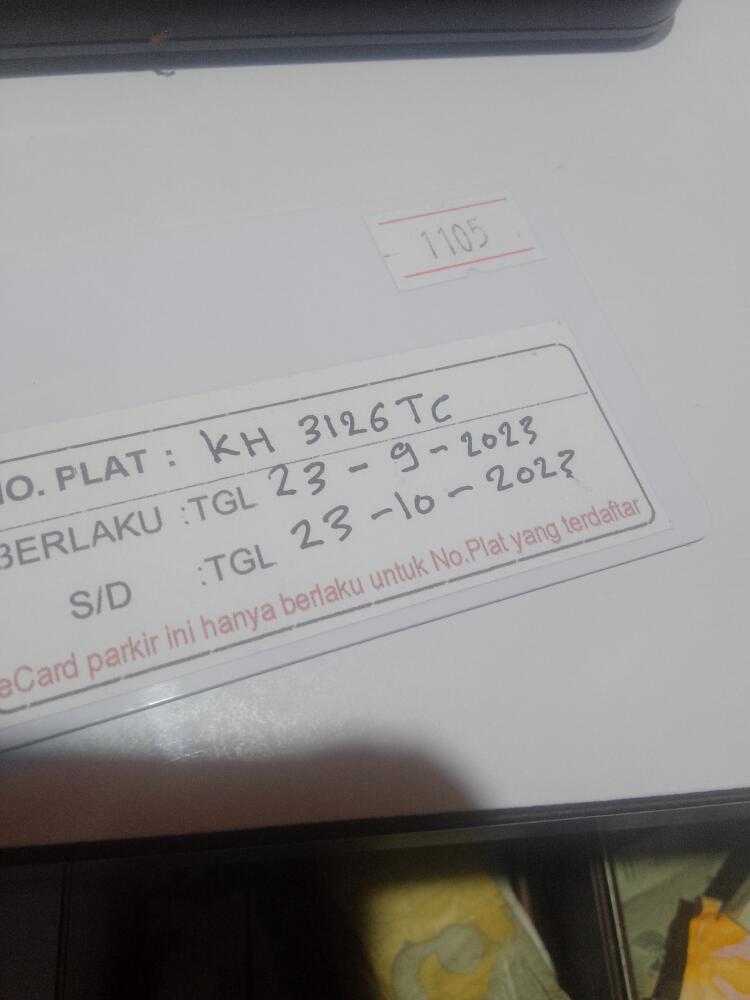 1105
NO. PLAT : KH 3126 TC
BERLAKU :TGL 23 - 9 - 2023
S/D :TGL 23 - 10 - 2023
eCard parkir ini hanya berlaku untuk No.Plat yang terdaftar